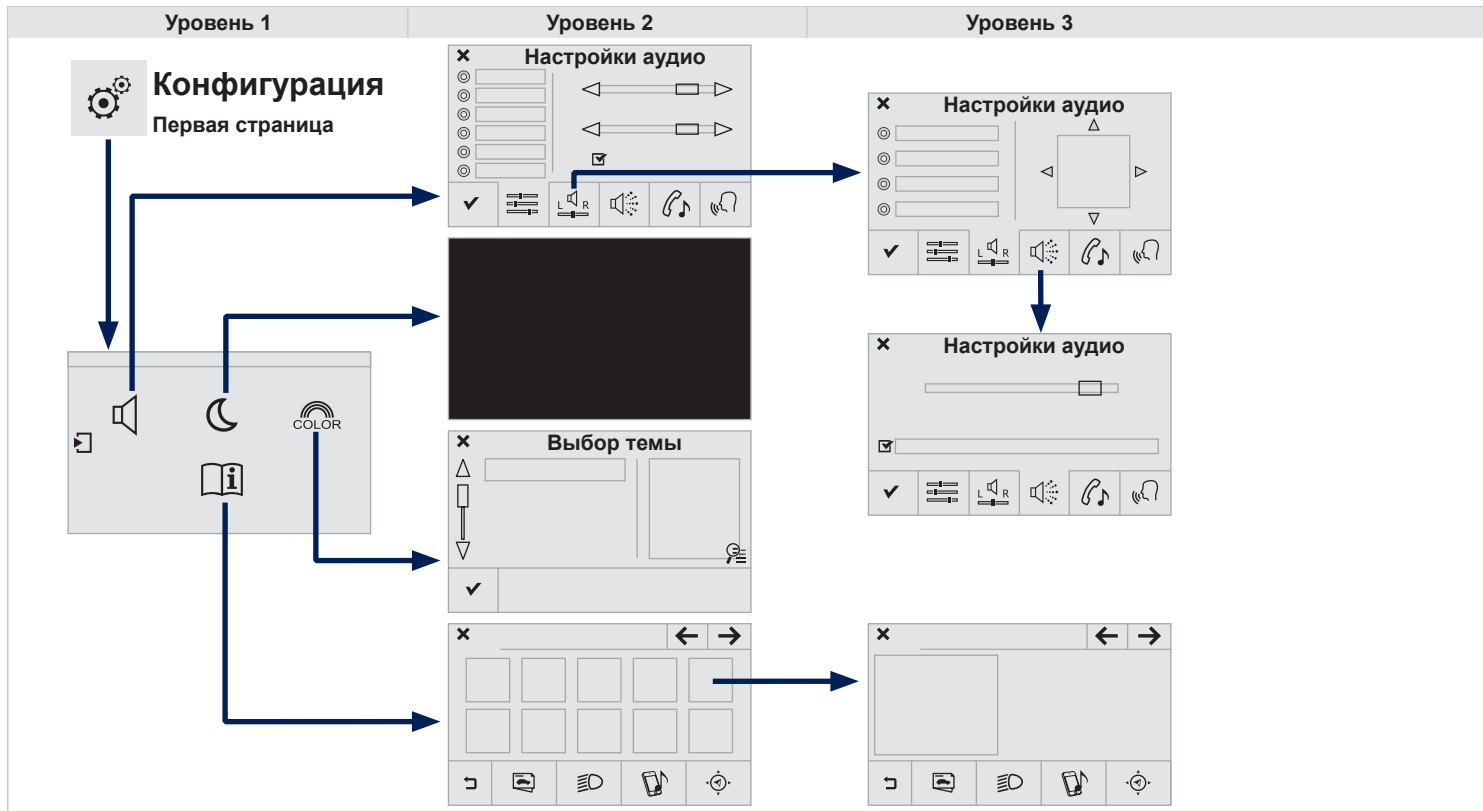 Уровень 1
Уровень 2
Уровень 3
Конфигурация
Первая страница
Настройки аудио
L R
Настройки аудио
L R
COLOR
i
Выбор темы
Настройки аудио
L R